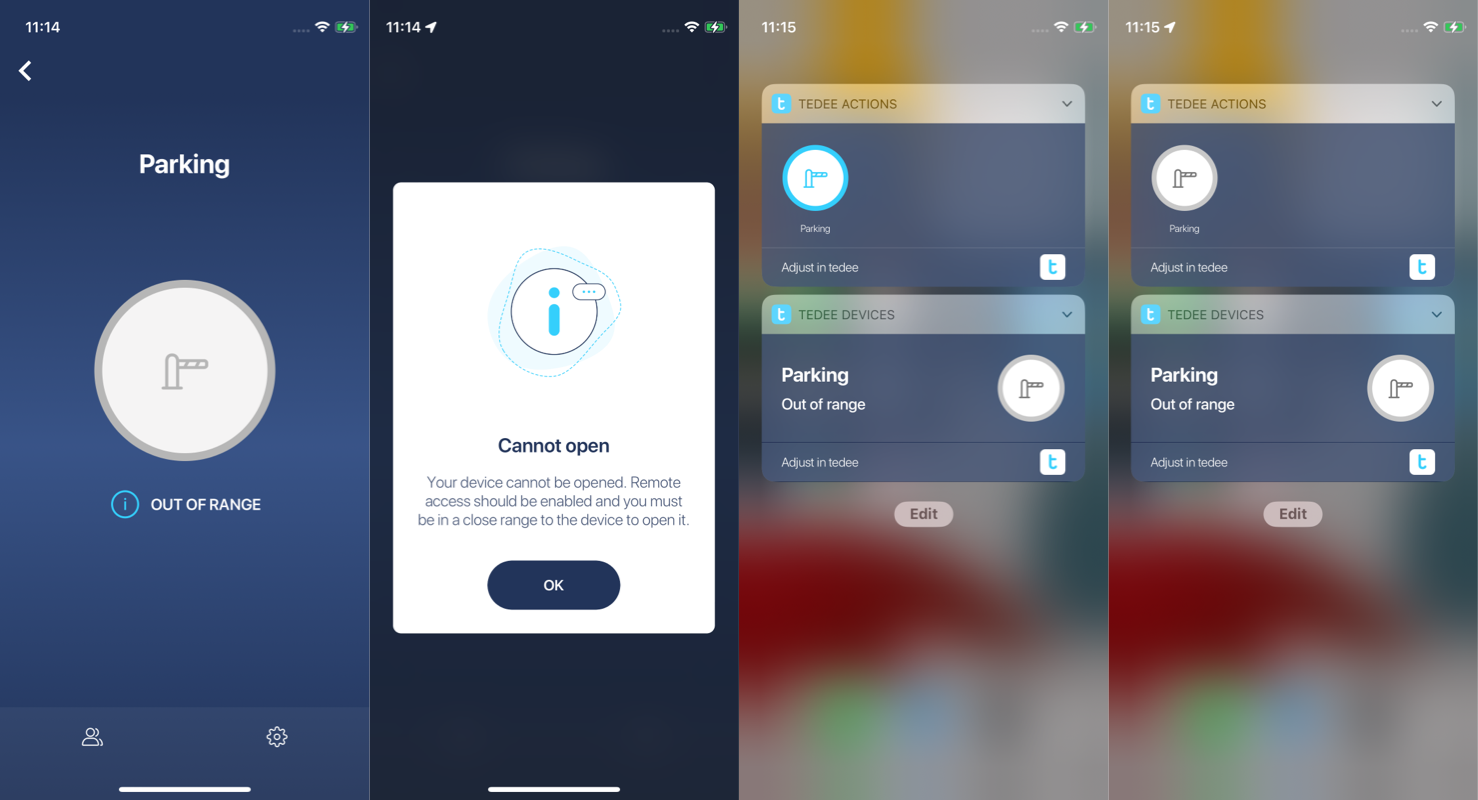 11:14
Parking
OUT OF RANGE
11:14
Cannot open
Your device cannot be opened. Remote
access should be enabled and you must
be in a close range to the device to open it.
OK
11:15
t TEDEE ACTIONS
Parking
Adjust in tedee t
t TEDEE DEVICES
Parking
Out of range
Adjust in tedee t
Edit
11:15
t TEDEE ACTIONS
Parking
Adjust in tedee t
t TEDEE DEVICES
Parking
Out of range
Adjust in tedee t
Edit